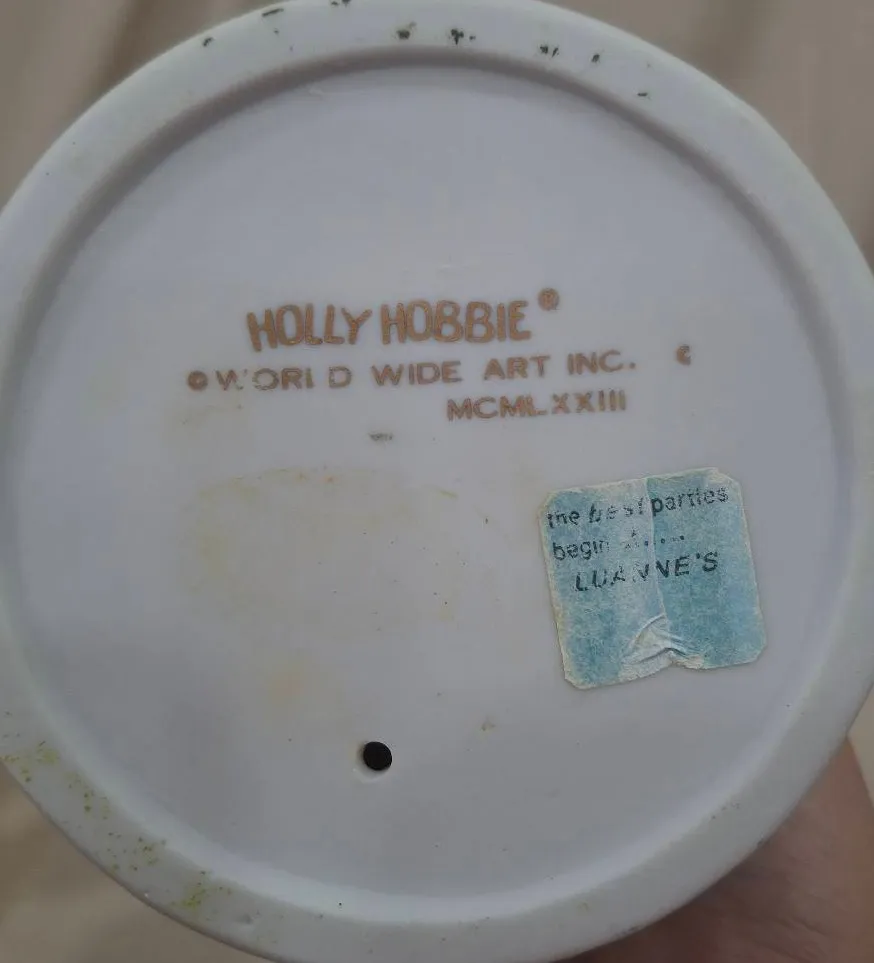 HOLLY HOBBIE®
© WORLD WIDE ART INC. ©
MCMLXXIII
the best parties
begin at.....
LUANNE'S